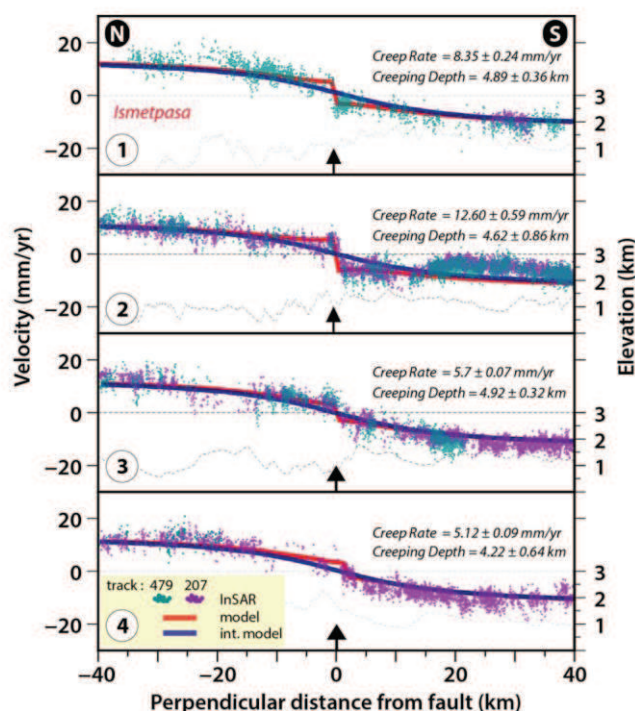 N
S
20
0
−20
Creep Rate = 8.35 ± 0.24 mm/yr
Creeping Depth = 4.89 ± 0.36 km
Ismetpasa
1
3
2
1
20
0
−20
Creep Rate = 12.60 ± 0.59 mm/yr
Creeping Depth = 4.62 ± 0.86 km
2
3
2
1
Velocity (mm/yr)
Elevation (km)
20
0
−20
Creep Rate = 5.7 ± 0.07 mm/yr
Creeping Depth = 4.92 ± 0.32 km
3
3
2
1
20
0
−20
Creep Rate = 5.12 ± 0.09 mm/yr
Creeping Depth = 4.22 ± 0.64 km
track : 479 207
InSAR
model
int. model
4
3
2
1
−40 −20 0 20 40
Perpendicular distance from fault (km)